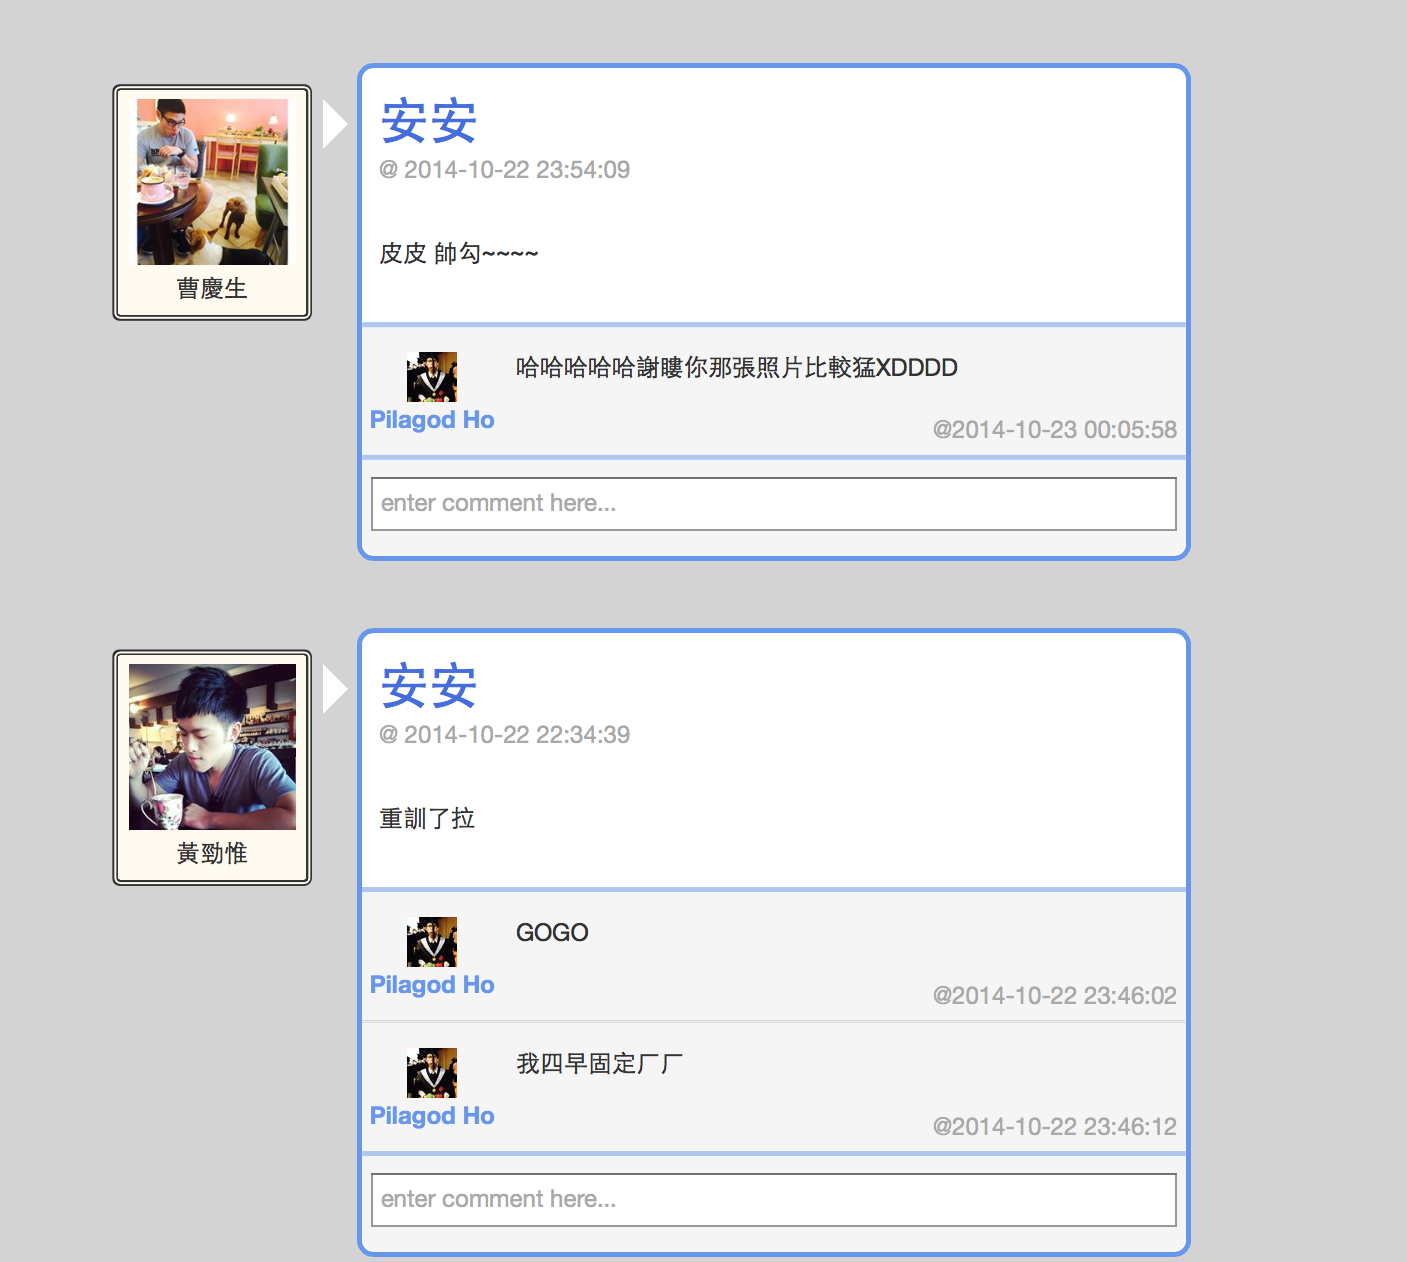 安安
@ 2014-10-22 23:54:09
曹慶生
皮皮 帥勾~~~~
哈哈哈哈哈謝瞜你那張照片比較猛XDDDD
Pilagod Ho
@2014-10-23 00:05:58
enter comment here...
安安
@ 2014-10-22 22:34:39
黃勁惟
重訓了拉
GOGO
Pilagod Ho
@2014-10-22 23:46:02
我四早固定厂厂
Pilagod Ho
@2014-10-22 23:46:12
enter comment here...